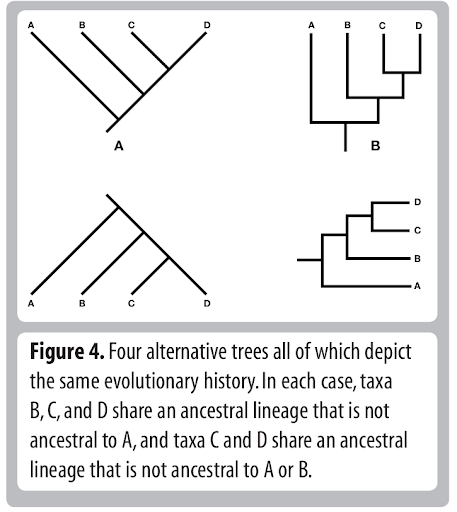 A B C D
A
A B C D
B
A B C D
D
C
B
A
Figure 4. Four alternative trees all of which depict
the same evolutionary history. In each case, taxa
B, C, and D share an ancestral lineage that is not
ancestral to A, and taxa C and D share an ancestral
lineage that is not ancestral to A or B.